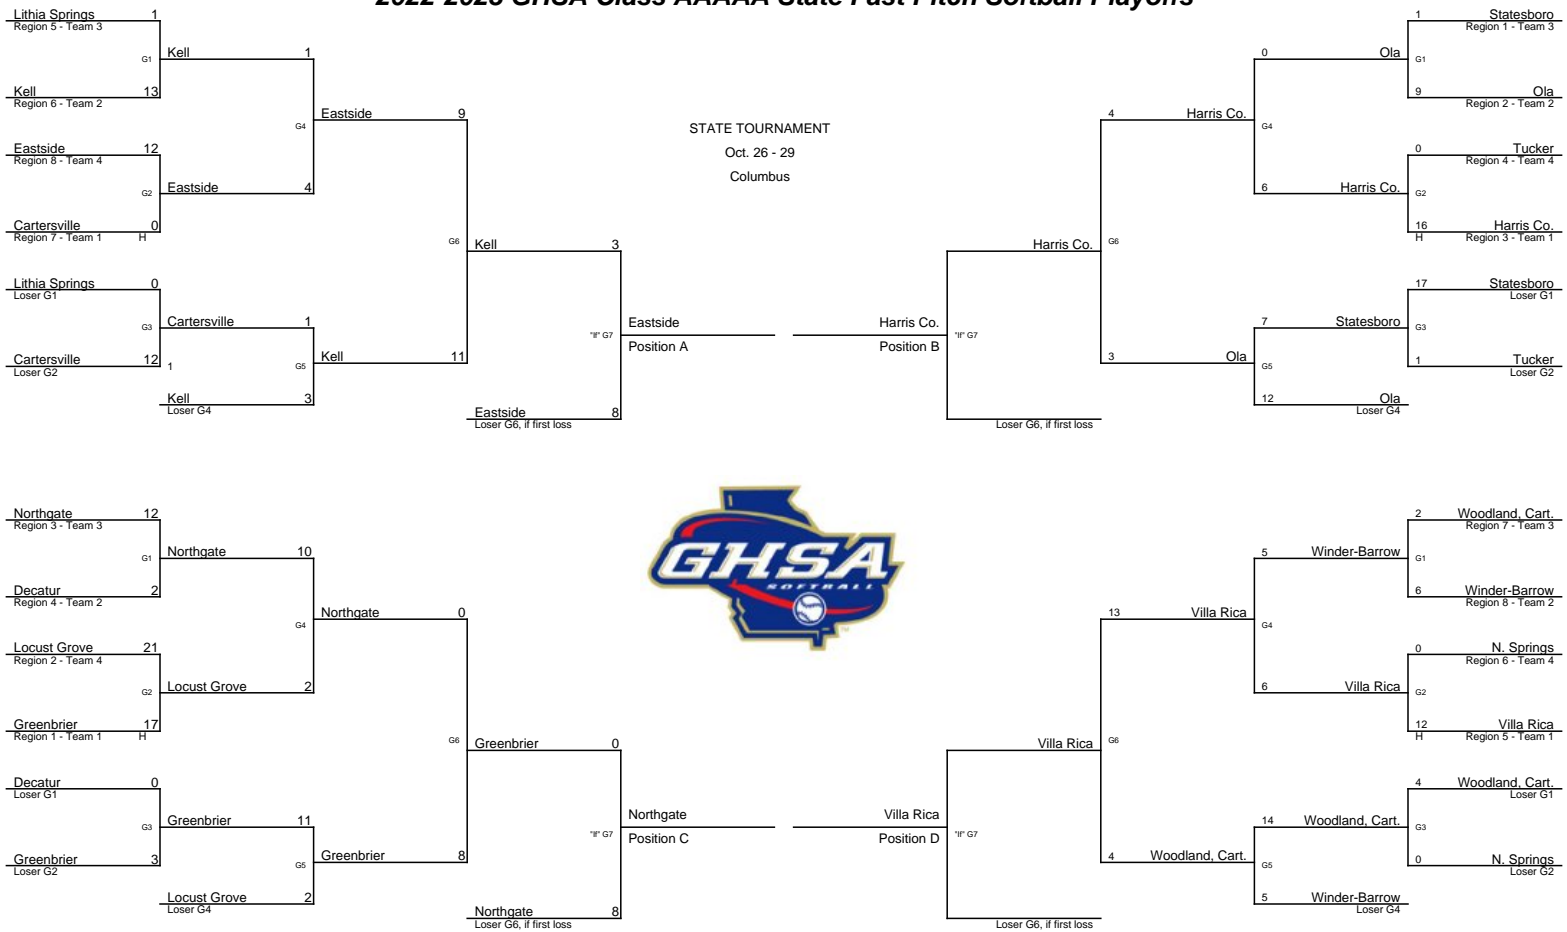 2022-2023 GHSA Class AAAAA State Fast Pitch Softball Playoffs
STATE TOURNAMENT
Oct. 26 - 29
Columbus
Lithia Springs 1
Region 5 - Team 3
G1
Kell 13
Region 6 - Team 2
Eastside 12
Region 8 - Team 4
G2
Cartersville 0
Region 7 - Team 1 H
Lithia Springs 0
Loser G1
G3
Cartersville 12
Loser G2
Kell 1
G4
Eastside 4
Cartersville 1
1
G5
Kell 3
Loser G4
Eastside 9
G6
Kell 11
Kell 3
"If" G7
Eastside 8
Loser G6, if first loss
Eastside
Position A
1 Statesboro
Region 1 - Team 3
G1
9 Ola
Region 2 - Team 2
0 Tucker
Region 4 - Team 4
G2
16 Harris Co.
H Region 3 - Team 1
17 Statesboro
Loser G1
G3
1 Tucker
Loser G2
0 Ola
G4
6 Harris Co.
7 Statesboro
G5
12 Ola
Loser G4
4 Harris Co.
G6
3 Ola
Harris Co.
"If" G7
Loser G6, if first loss
Harris Co.
Position B
GHSA
SOFTBALL
TM
Northgate 12
Region 3 - Team 3
G1
Decatur 2
Region 4 - Team 2
Locust Grove 21
Region 2 - Team 4
G2
Greenbrier 17
Region 1 - Team 1 H
Decatur 0
Loser G1
G3
Greenbrier 3
Loser G2
Northgate 10
G4
Locust Grove 2
Greenbrier 11
G5
Locust Grove 2
Loser G4
Northgate 0
G6
Greenbrier 8
Greenbrier 0
"If" G7
Northgate 8
Loser G6, if first loss
Northgate
Position C
2 Woodland, Cart.
Region 7 - Team 3
G1
6 Winder-Barrow
Region 8 - Team 2
0 N. Springs
Region 6 - Team 4
G2
12 Villa Rica
H Region 5 - Team 1
4 Woodland, Cart.
Loser G1
G3
0 N. Springs
Loser G2
5 Winder-Barrow
G4
6 Villa Rica
14 Woodland, Cart.
G5
5 Winder-Barrow
Loser G4
13 Villa Rica
G6
4 Woodland, Cart.
Villa Rica
"If" G7
Loser G6, if first loss
Villa Rica
Position D